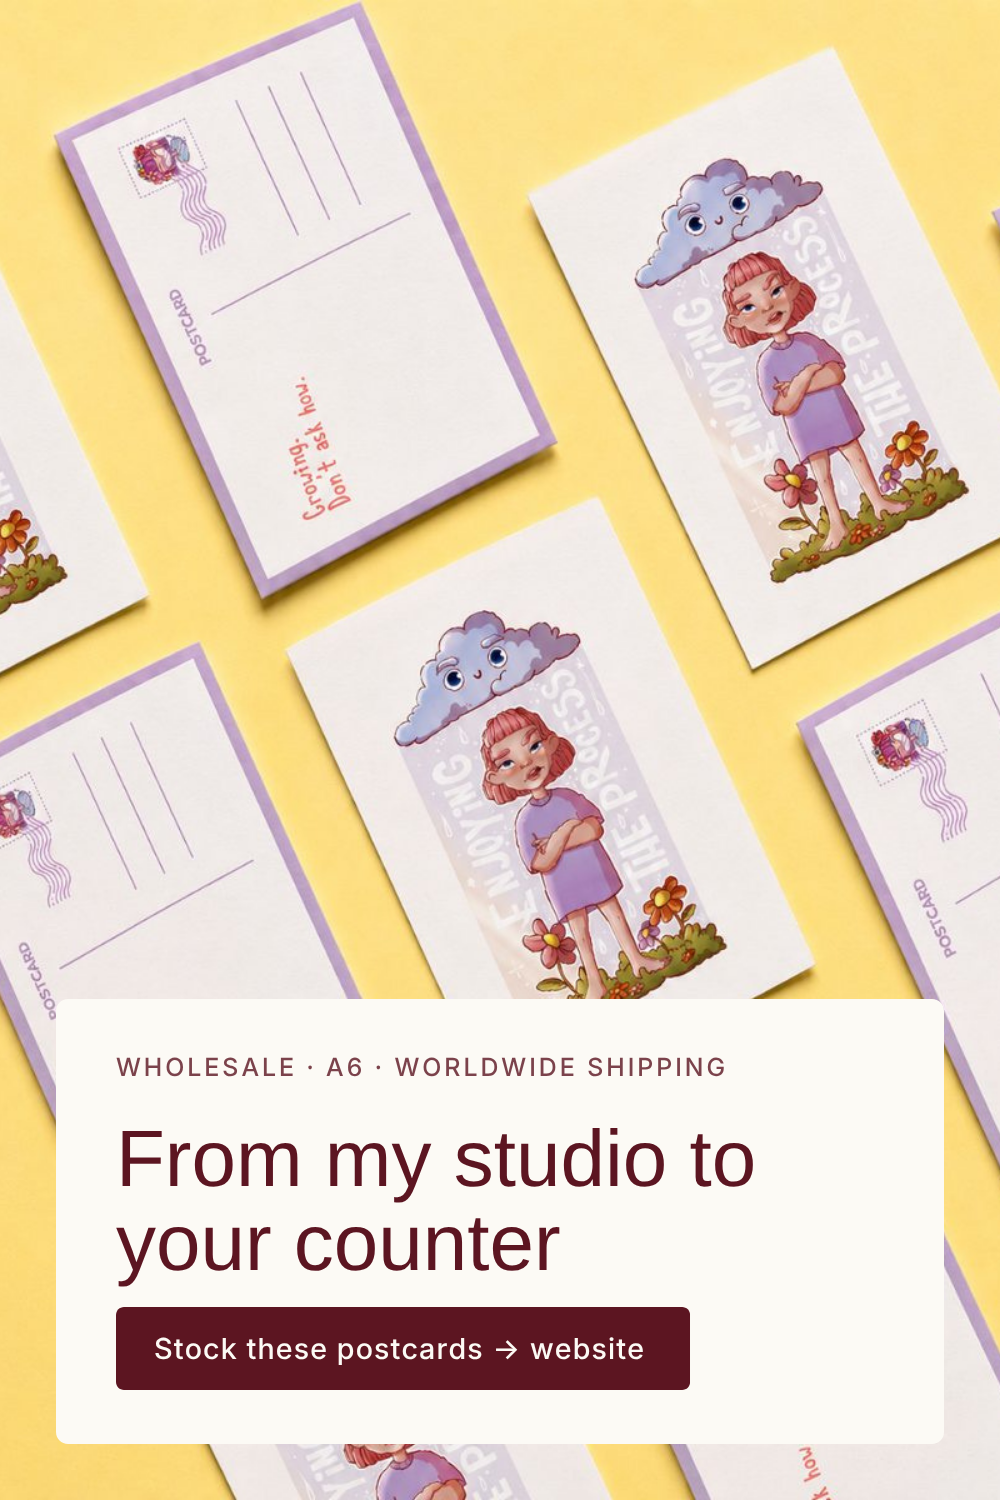 POSTCARD
Growing.
Don't ask how.
ENJOYiNG
THE PRoCESS
ENJOYiNG
THE PRoCESS
POSTCARD
POSTCARD
WHOLESALE · A6 · WORLDWIDE SHIPPING
From my studio to
your counter
Stock these postcards → website
how